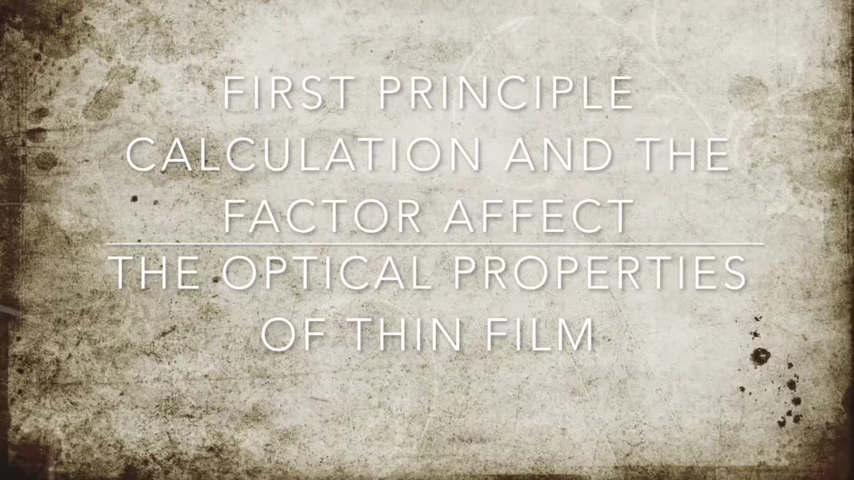 FIRST PRINCIPLE
CALCULATION AND THE
FACTOR AFFECT
THE OPTICAL PROPERTIES
OF THIN FILM